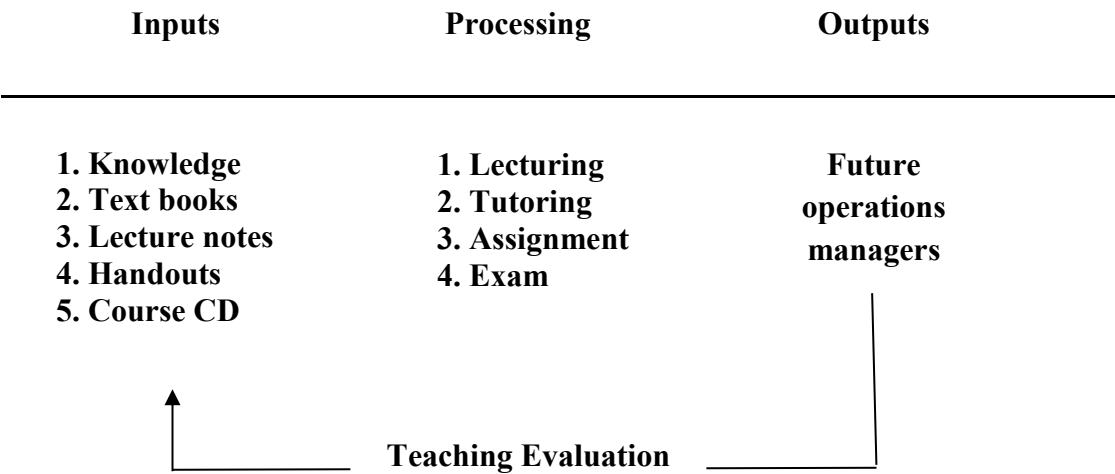 Inputs Processing Outputs
1. Knowledge
2. Text books
3. Lecture notes
4. Handouts
5. Course CD
1. Lecturing
2. Tutoring
3. Assignment
4. Exam
Future
operations
managers
Teaching Evaluation